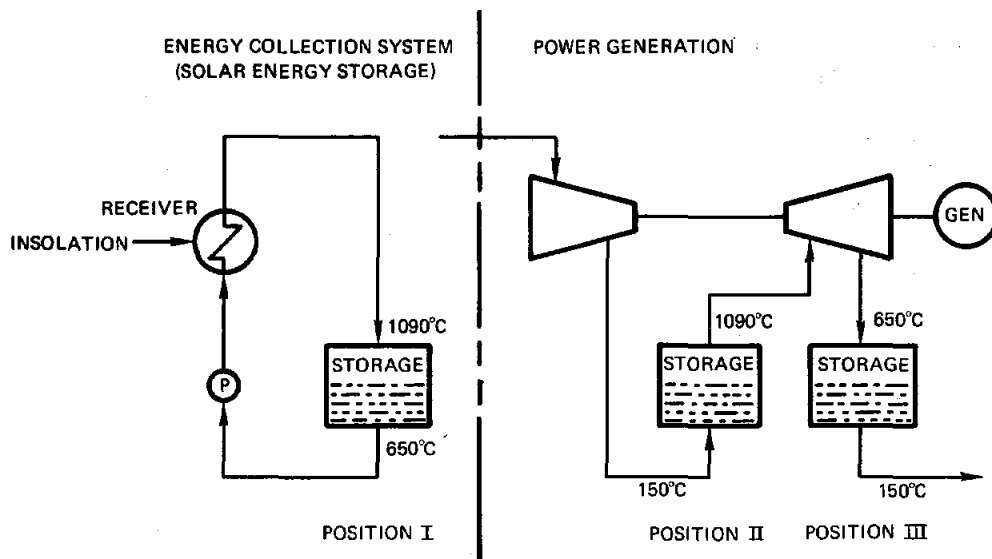 ENERGY COLLECTION SYSTEM
(SOLAR ENERGY STORAGE)
POWER GENERATION
RECEIVER
INSOLATION
GEN
1090°C
STORAGE
P
650°C
1090°C
STORAGE
150°C
650°C
STORAGE
150°C
POSITION I
POSITION II
POSITION III